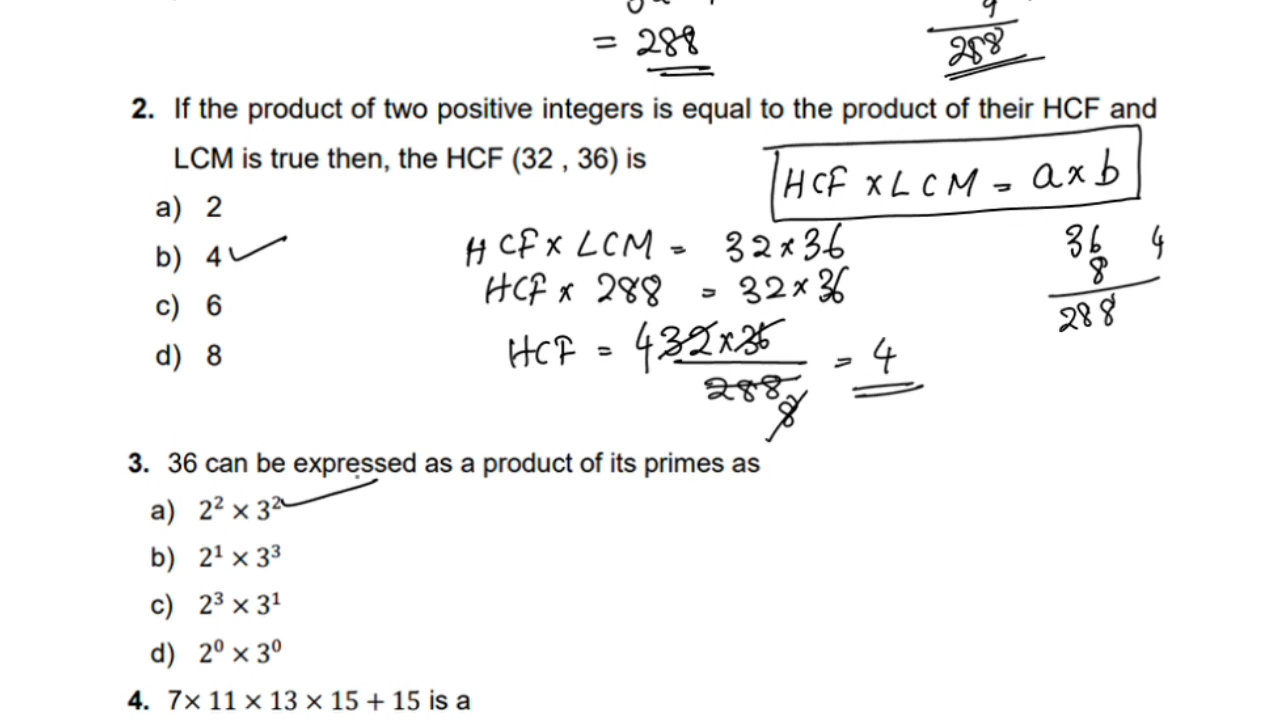 = 288
288
2. If the product of two positive integers is equal to the product of their HCF and
LCM is true then, the HCF (32 , 36) is
HCF × LCM = a × b
a) 2
b) 4
c) 6
d) 8
HCF × LCM = 32 × 36
HCF × 288 = 32 × 36
HCF = 4 32 × 36
288
8
= 4
36 4
8
288
3. 36 can be expressed as a product of its primes as
a) 2² × 3²
b) 2¹ × 3³
c) 2³ × 3¹
d) 2⁰ × 3⁰
4. 7× 11 × 13 × 15 + 15 is a